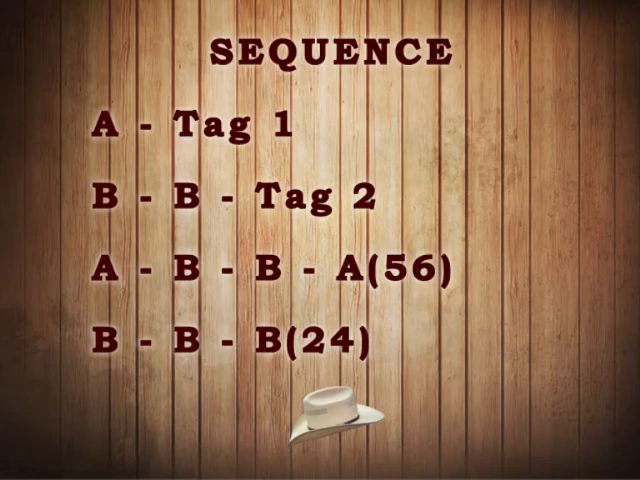 SEQUENCE
A - Tag 1
B - B - Tag 2
A - B - B - A(56)
B - B - B(24)